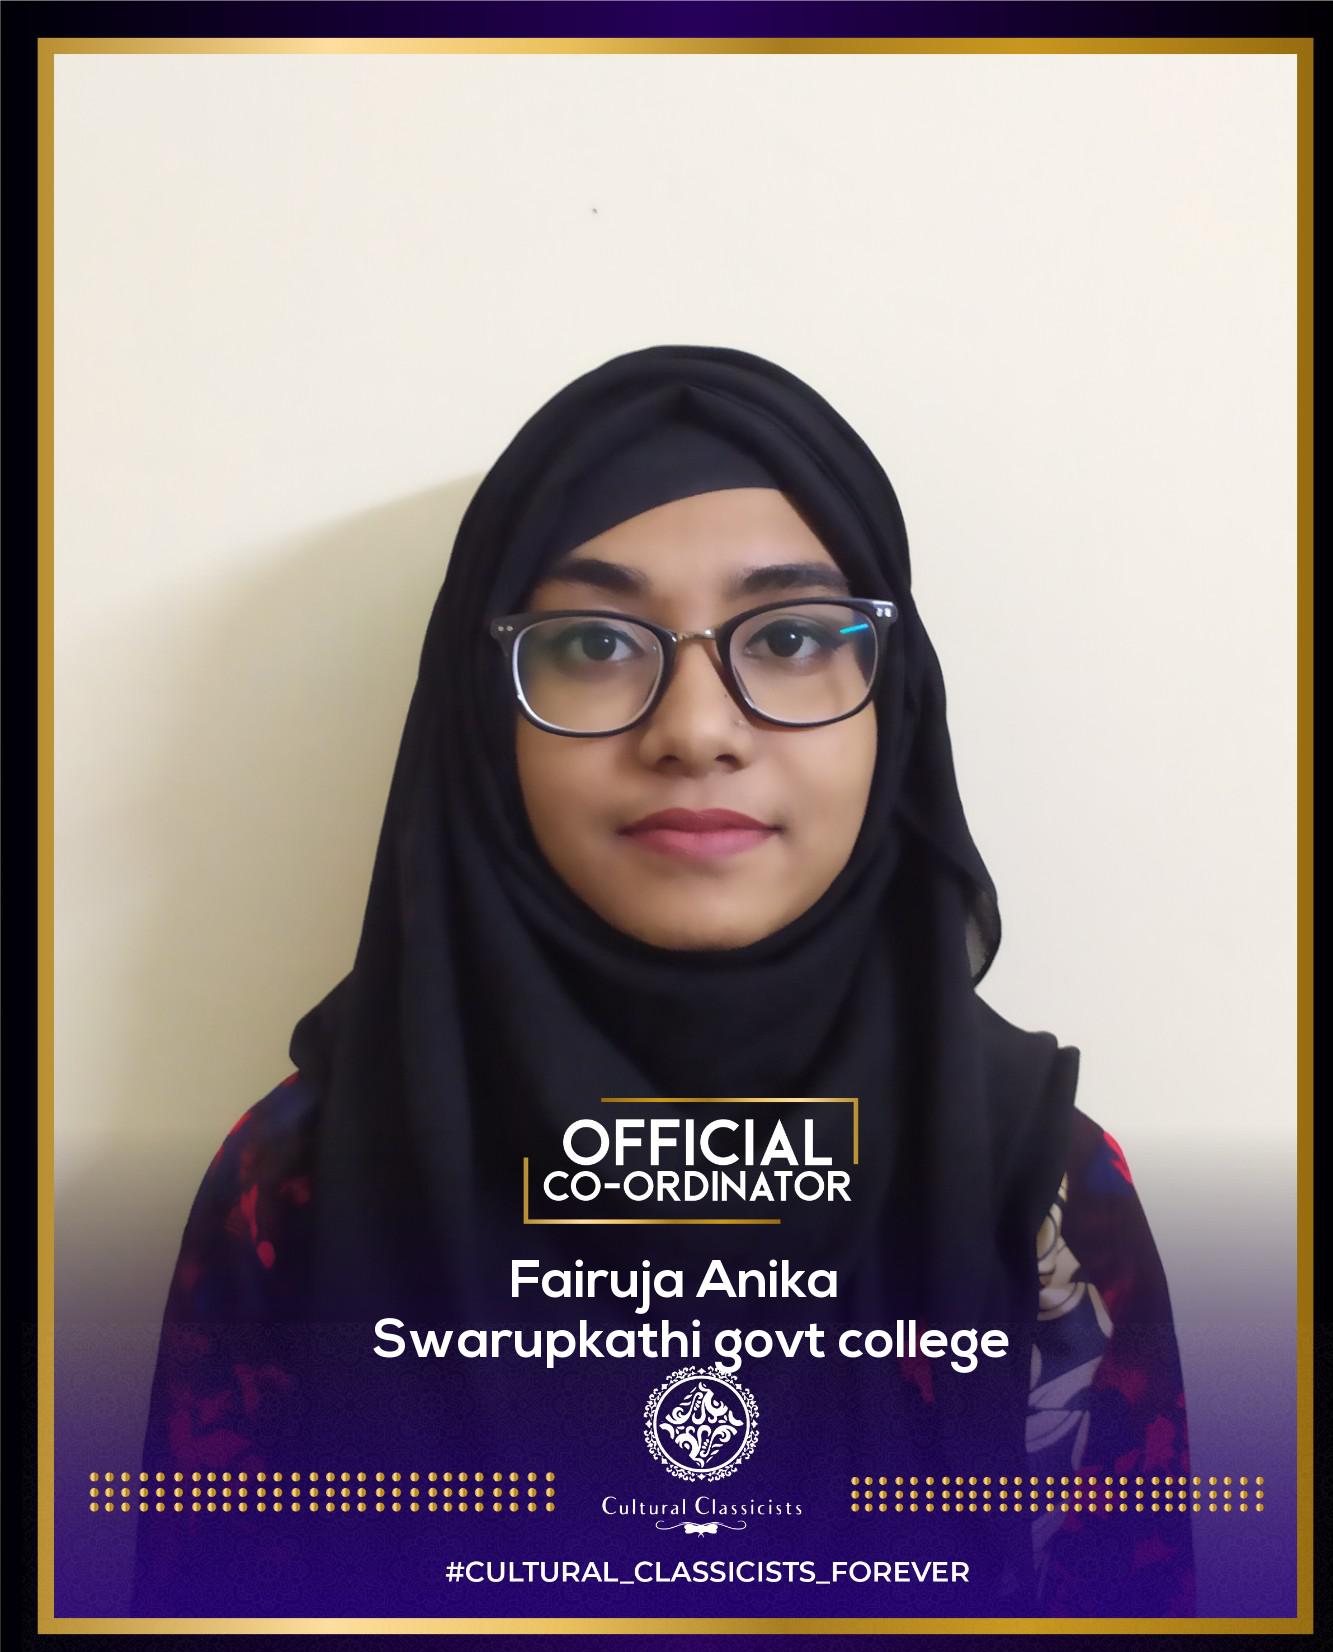 OFFICIAL
CO-ORDINATOR
Fairuja Anika
Swarupkathi govt college
Cultural Classicists
#CULTURAL_CLASSICISTS_FOREVER